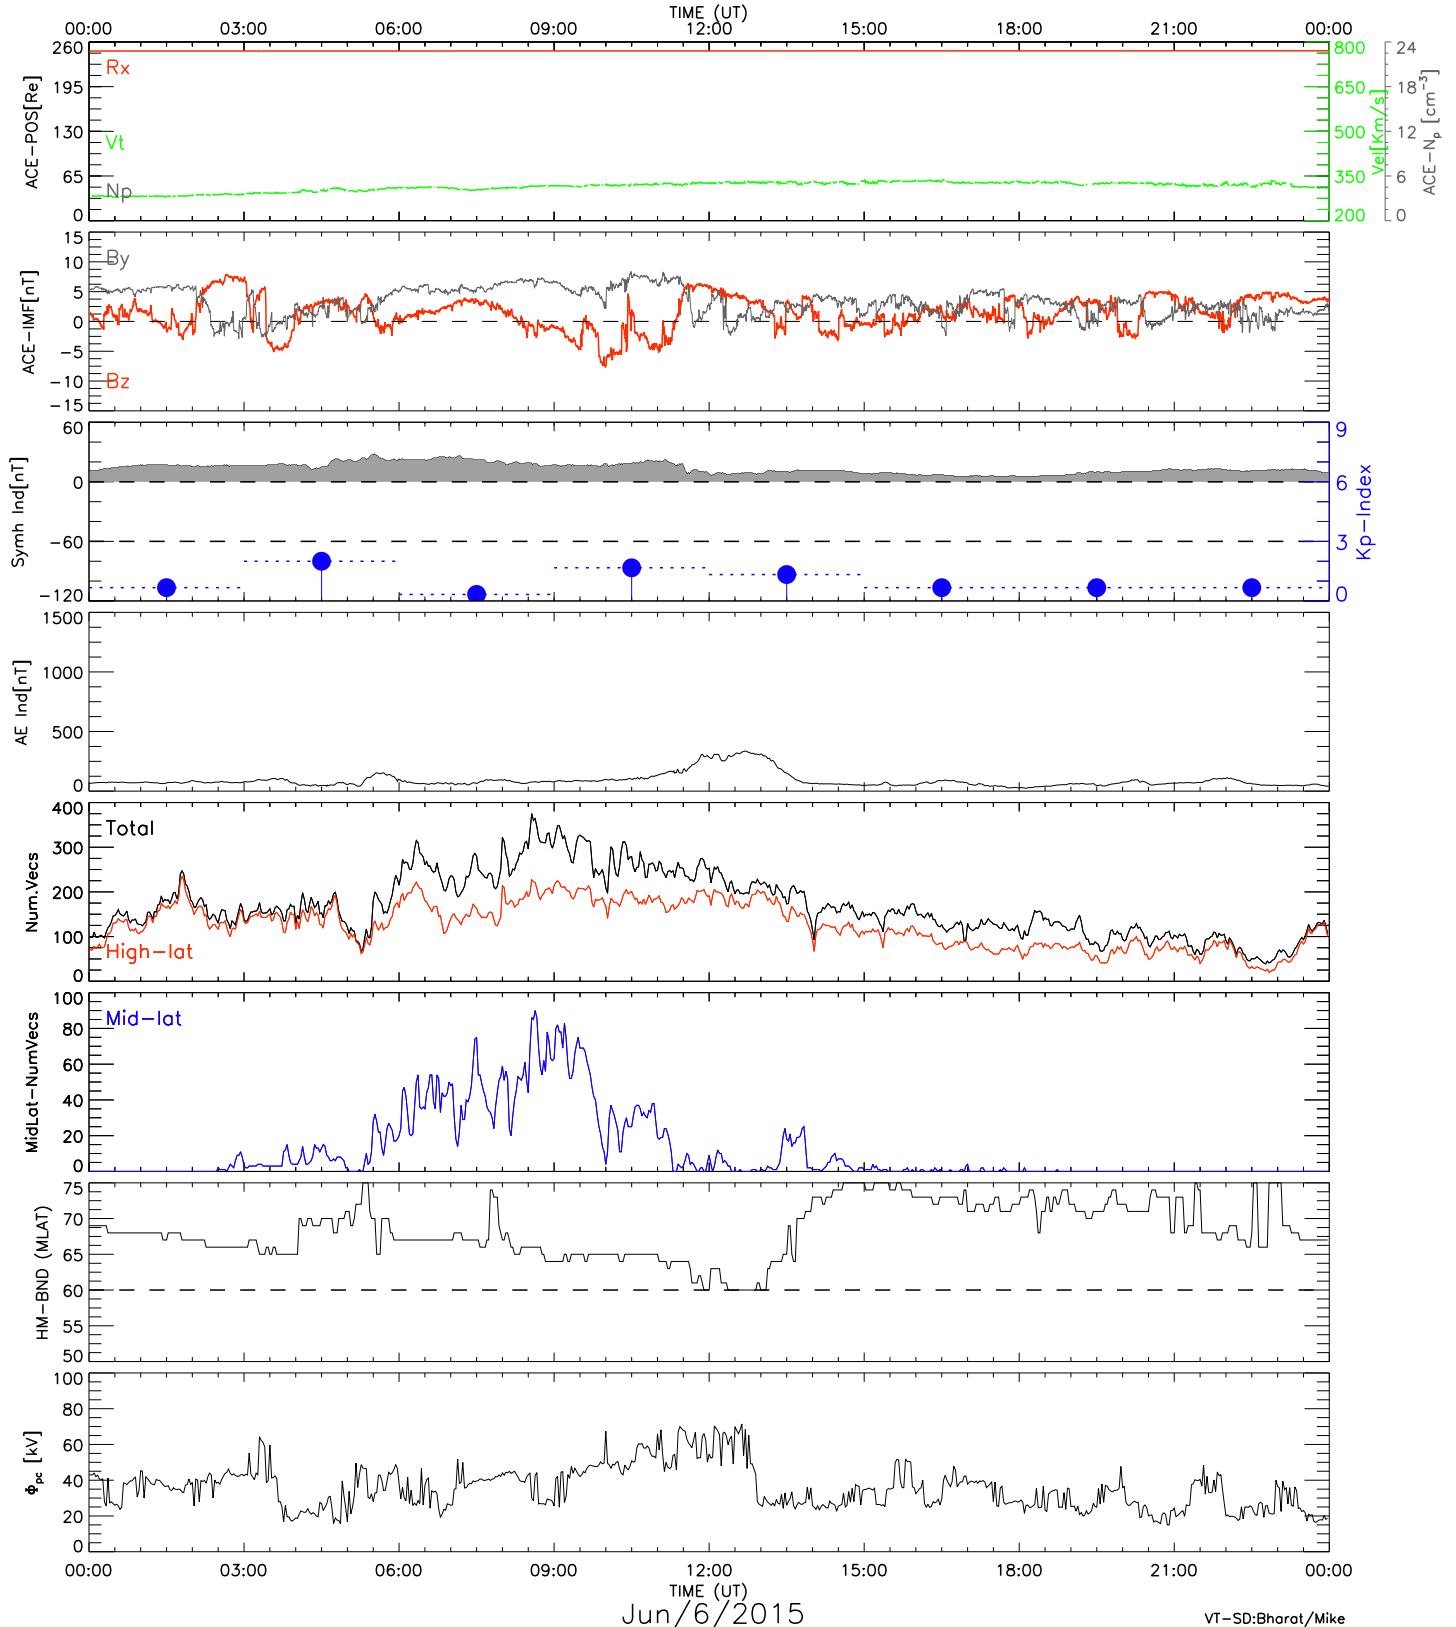 TIME (UT)
00:00 03:00 06:00 09:00 12:00 15:00 18:00 21:00 00:00
ACE-POS[Re]
260
195
130
65
0
Rx
Vt
Np
800
650
500
350
200
Vel[Km/s]
24
18
12
6
0
ACE-Np [cm-3]
ACE-IMF[nT]
15
10
5
0
-5
-10
-15
By
Bz
Symh Ind[nT]
60
0
-60
-120
9
6
3
0
Kp-Index
AE Ind[nT]
1500
1000
500
0
Num.Vecs
400
300
200
100
0
Total
High-lat
MidLat-NumVecs
100
80
60
40
20
0
Mid-lat
HM-BND (MLAT)
75
70
65
60
55
50
Φpc [kV]
100
80
60
40
20
0
00:00 03:00 06:00 09:00 12:00 15:00 18:00 21:00 00:00
TIME (UT)
Jun/6/2015
VT-SD:Bharat/Mike